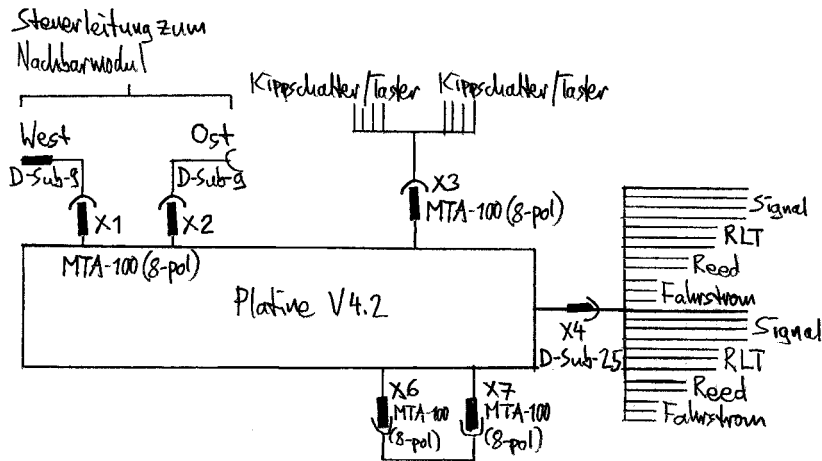 Steuerleitung zum
Nachbarmodul
Kippschalter/Taster
Kippschalter/Taster
West
Ost
D-Sub-9
D-Sub-9
X1
X2
X3
MTA-100 (8-pol)
MTA-100 (8-pol)
Platine V4.2
X4
D-Sub-25
Signal
RLT
Reed
Fahrstrom
Signal
RLT
Reed
Fahrstrom
X6
MTA-100
(8-pol)
X7
MTA-100
(8-pol)